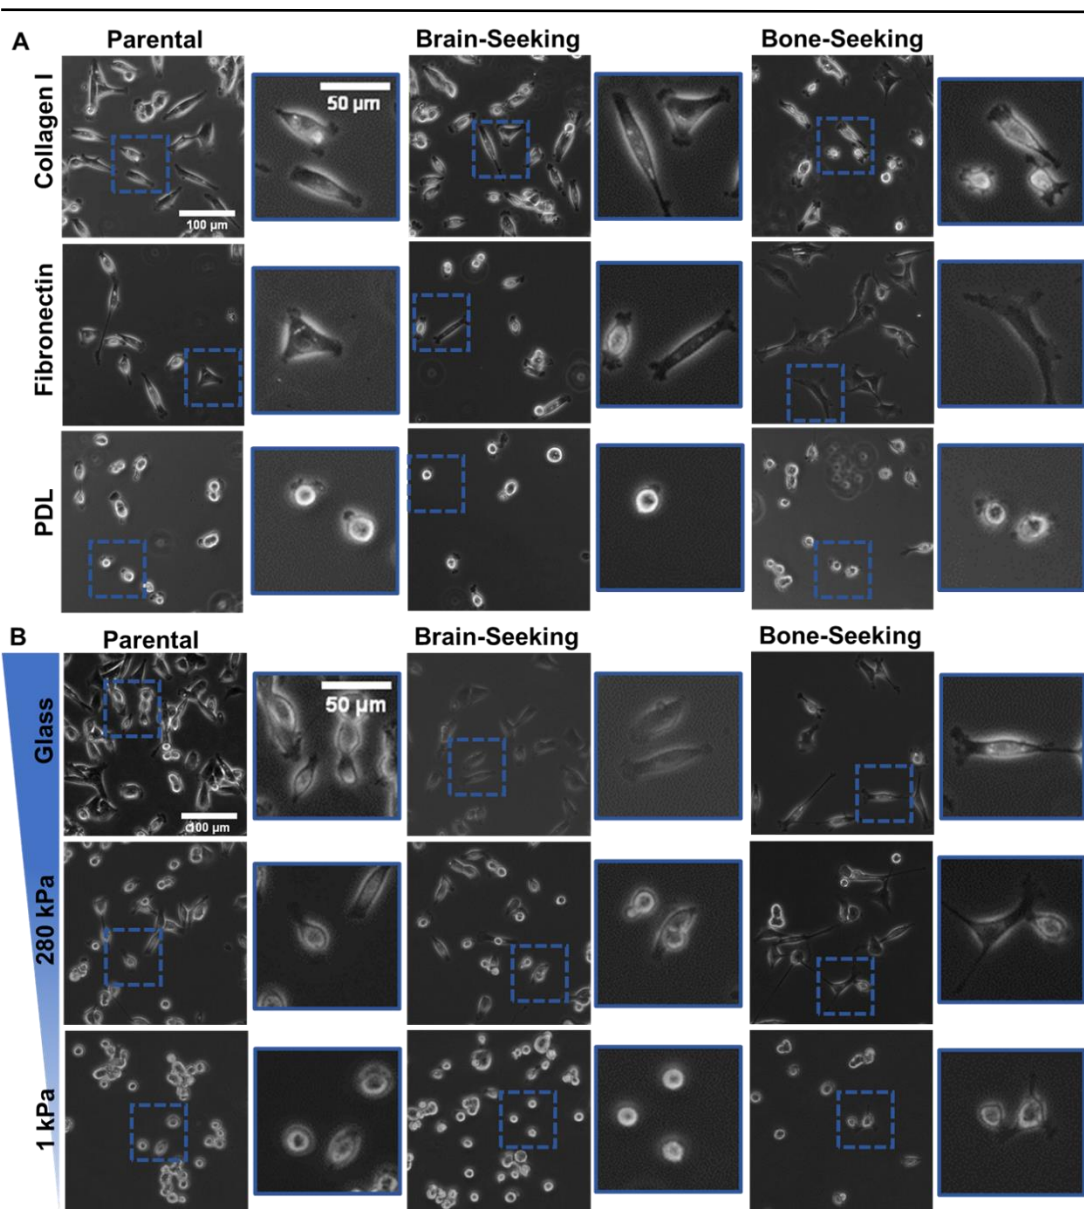 A
Parental
Brain-Seeking
Bone-Seeking
Collagen I
50 µm
100 µm
Fibronectin
PDL
B
Parental
Brain-Seeking
Bone-Seeking
Glass
50 µm
100 µm
280 kPa
1 kPa